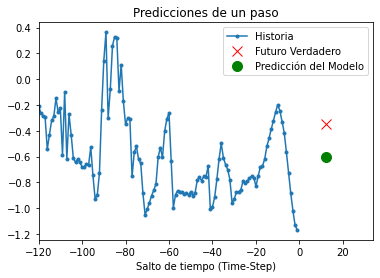 Predicciones de un paso
Historia
Futuro Verdadero
Predicción del Modelo
0.4
0.2
0.0
−0.2
−0.4
−0.6
−0.8
−1.0
−1.2
−120 −100 −80 −60 −40 −20 0 20
Salto de tiempo (Time-Step)